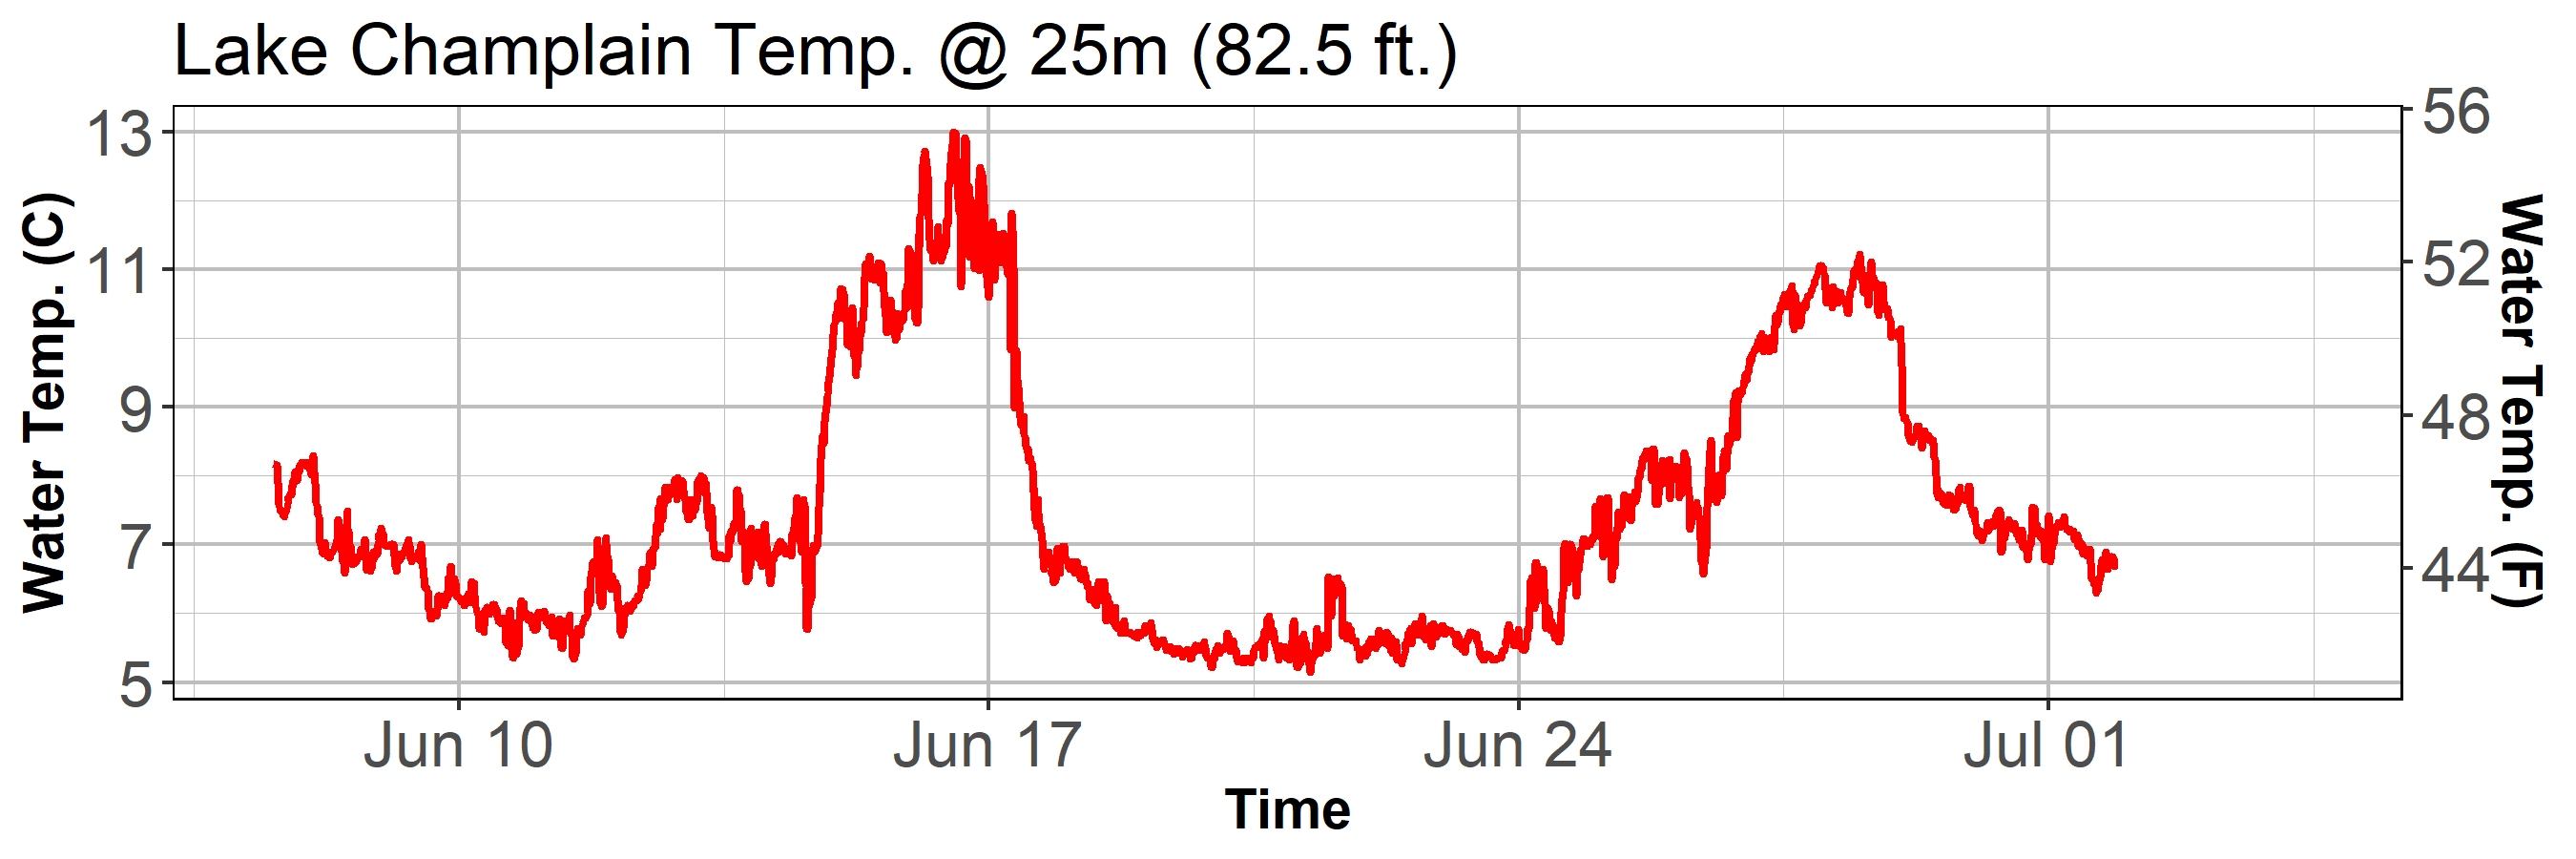 Lake Champlain Temp. @ 25m (82.5 ft.)
Water Temp. (C)
13
11
9
7
5
56
52
48
44
Water Temp. (F)
Jun 10 Jun 17 Jun 24 Jul 01
Time